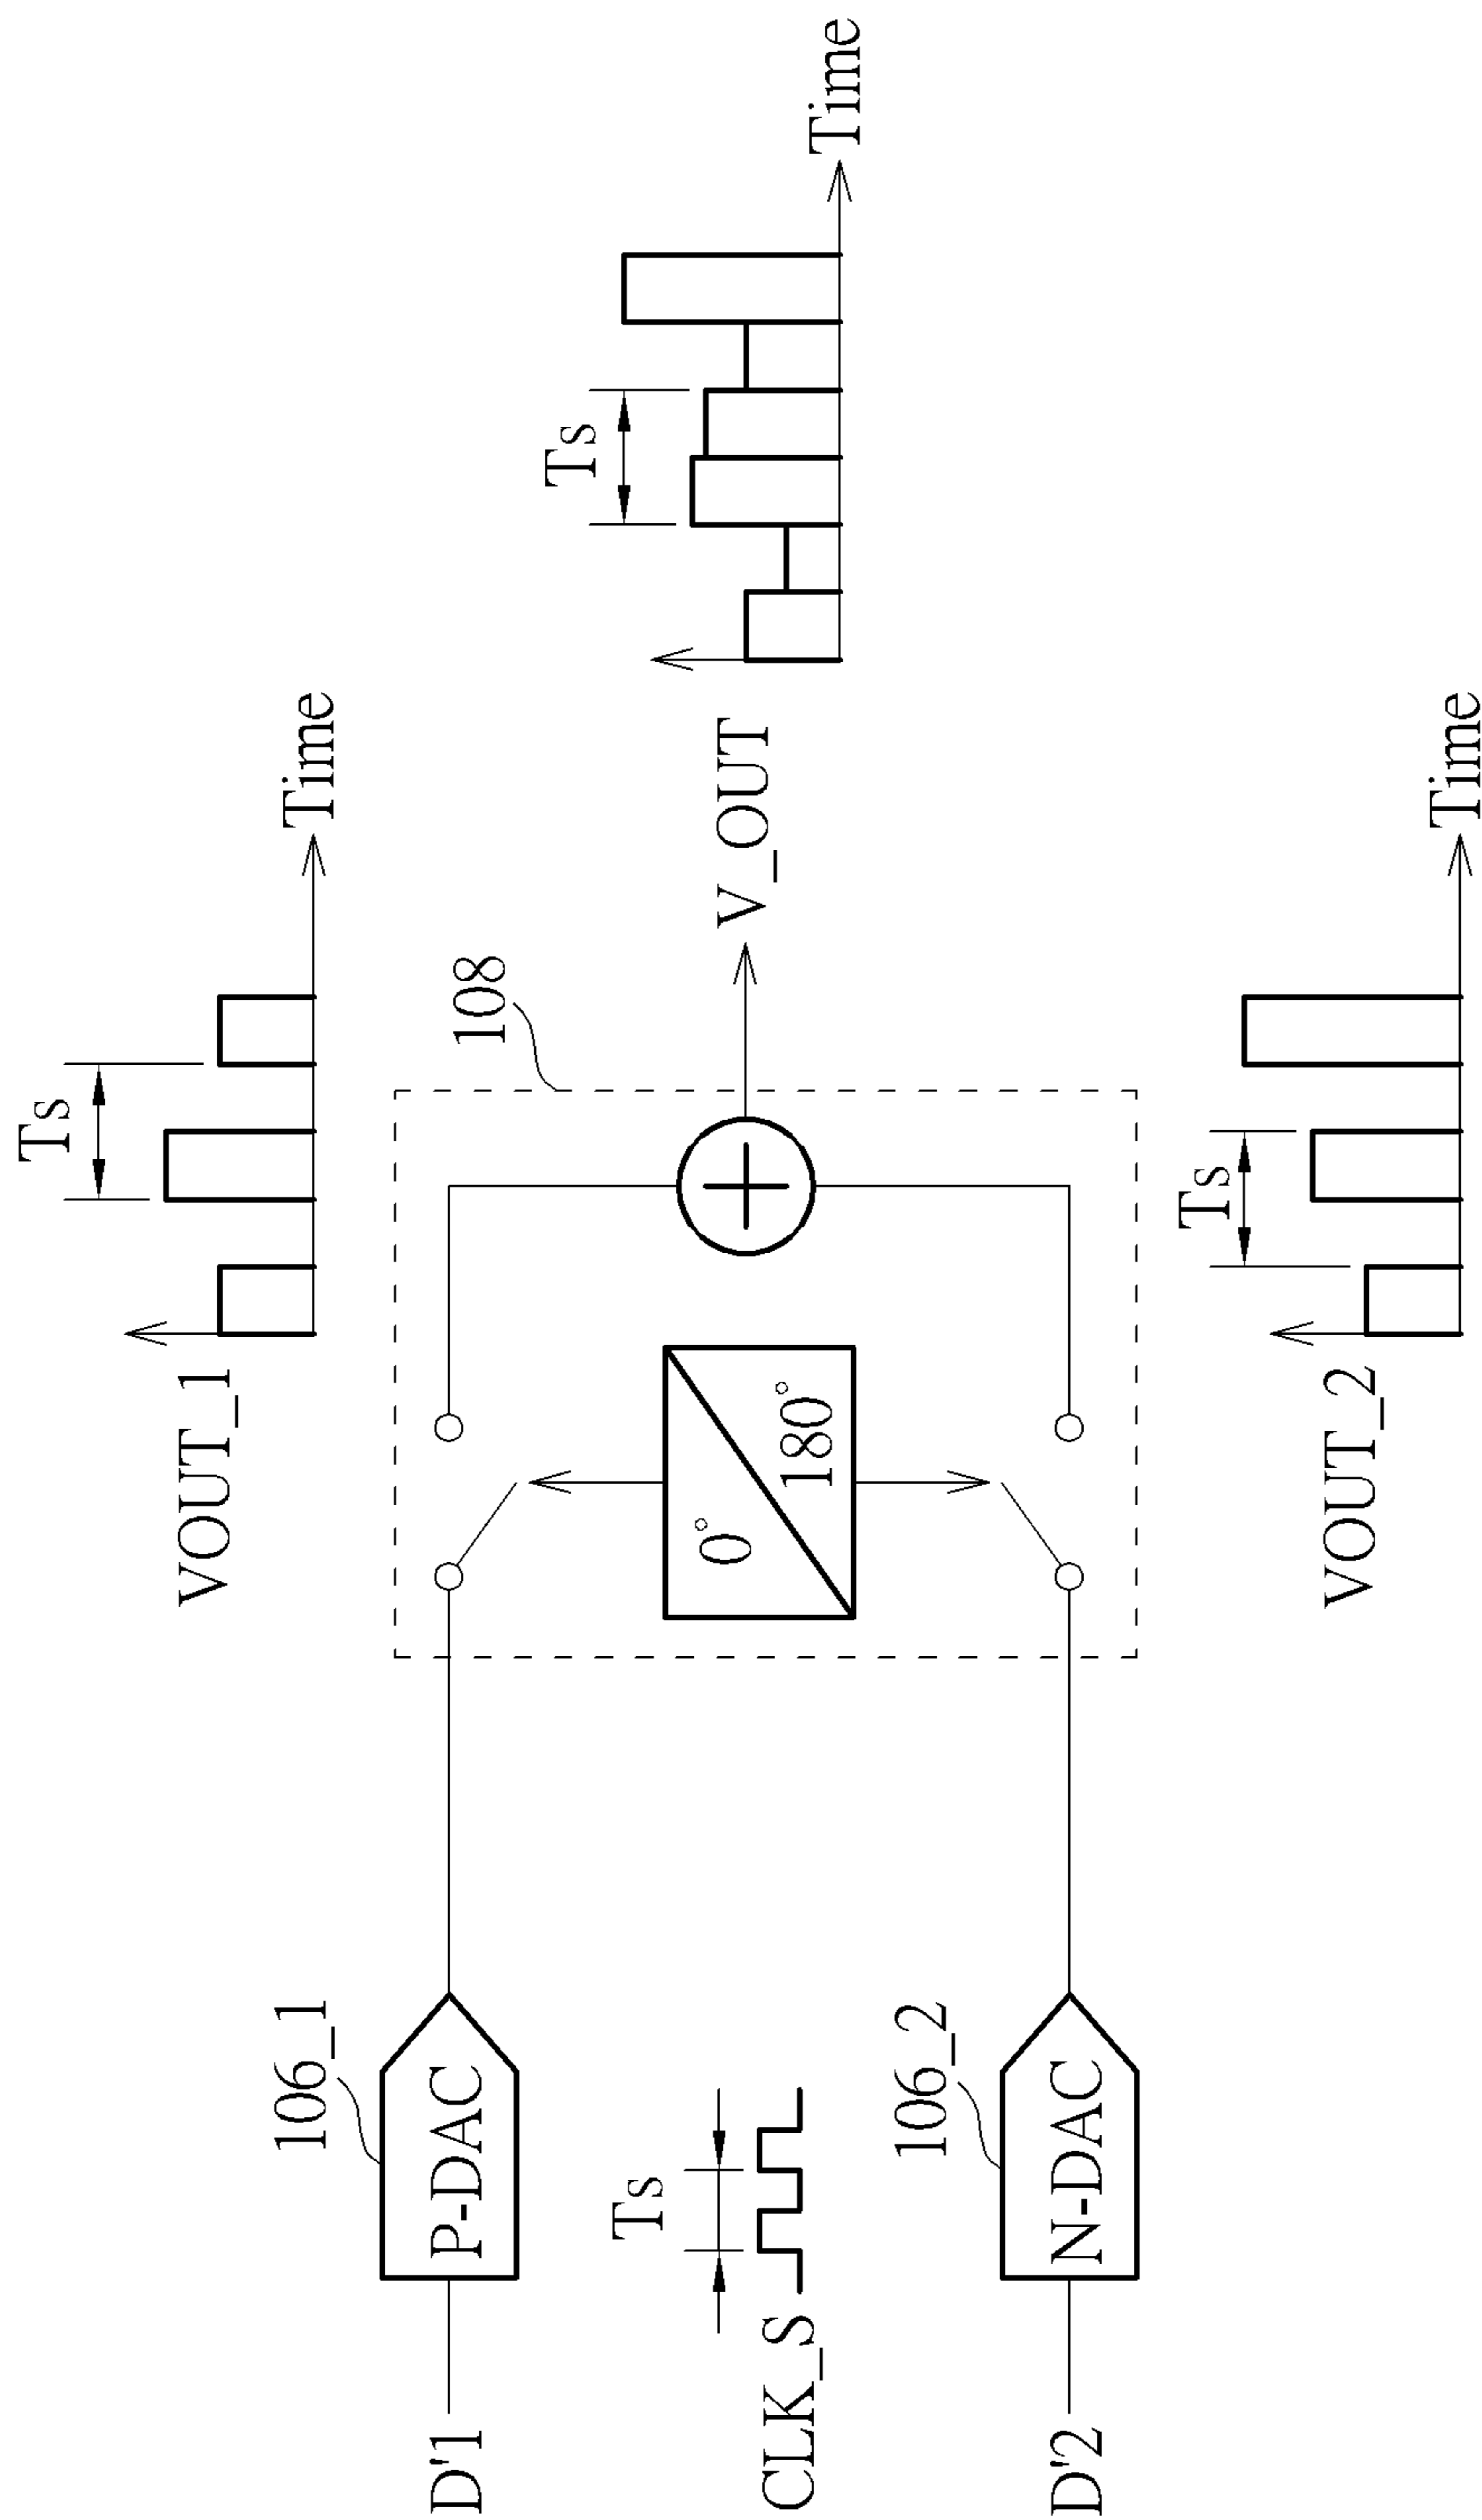 D'1
106_1
P-DAC
CLK_S
Ts
D'2
106_2
N-DAC
VOUT_1
Ts
Time
0°
180°
108
V_OUT
Ts
Time
VOUT_2
Ts
Time